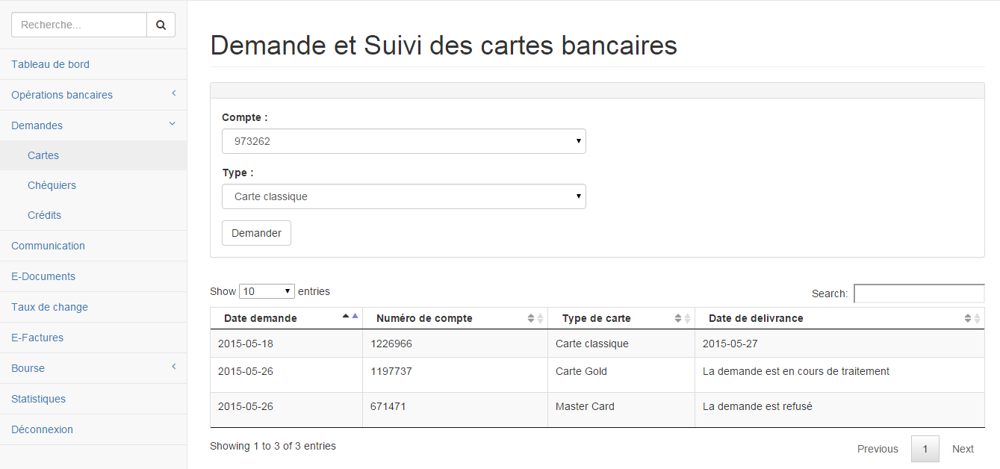 Recherche...
Tableau de bord
Opérations bancaires
Demandes
Cartes
Chéquiers
Crédits
Communication
E-Documents
Taux de change
E-Factures
Bourse
Statistiques
Déconnexion
Demande et Suivi des cartes bancaires
Compte :
973262
Type :
Carte classique
Demander
Show 10 entries
Search:
Date demande Numéro de compte Type de carte Date de delivrance
2015-05-18 1226966 Carte classique 2015-05-27
2015-05-26 1197737 Carte Gold La demande est en cours de traitement
2015-05-26 671471 Master Card La demande est refusé
Showing 1 to 3 of 3 entries
Previous 1 Next